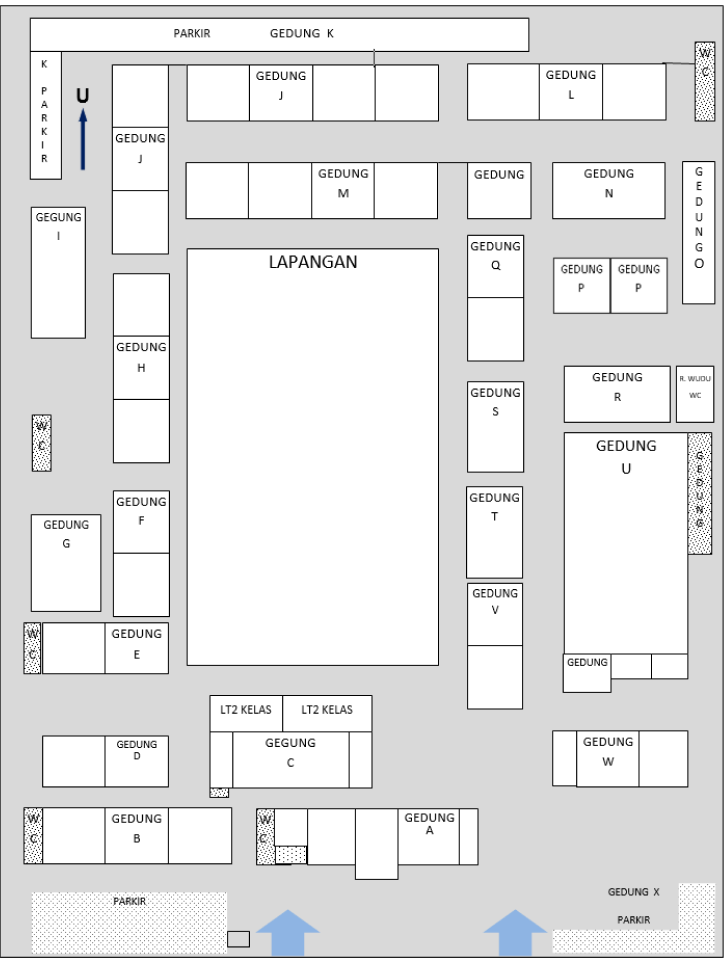 PARKIR GEDUNG K
K PARKIR
U
GEDUNG
J
GEDUNG
L
WC
GEDUNG
J
GEDUNG
M
GEDUNG
GEDUNG
N
GEDUNG O
GEGUNG
I
LAPANGAN
GEDUNG
Q
GEDUNG
P
GEDUNG
P
GEDUNG
H
GEDUNG
R
R. WUDU
WC
GEDUNG
S
WC
GEDUNG
U
GEDUNG
GEDUNG
F
GEDUNG
G
GEDUNG
T
GEDUNG
V
WC
GEDUNG
E
GEDUNG
LT2 KELAS
LT2 KELAS
GEGUNG
C
GEDUNG
D
GEDUNG
W
WC
GEDUNG
B
WC
GEDUNG
A
PARKIR
GEDUNG X
PARKIR